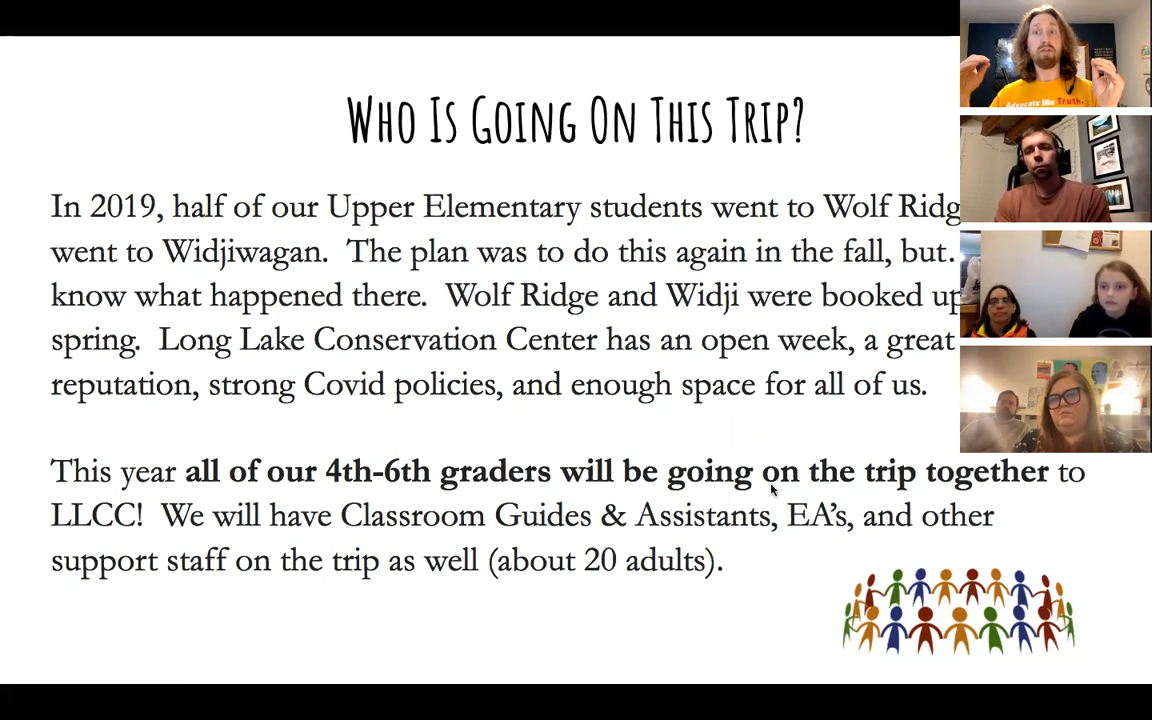 Who Is Going On This Trip?
In 2019, half of our Upper Elementary students went to Wolf
went to Widjiwagan. The plan was to do this again in the fall, but.
know what happened there. Wolf Ridge and Widji were booked
spring. Long Lake Conservation Center has an open week, a great
reputation, strong Covid policies, and enough space for all of us.
This year all of our 4th-6th graders will be going on the trip together to
LLCC! We will have Classroom Guides & Assistants, EA's, and other
support staff on the trip as well (about 20 adults).
Advocate like Truth.